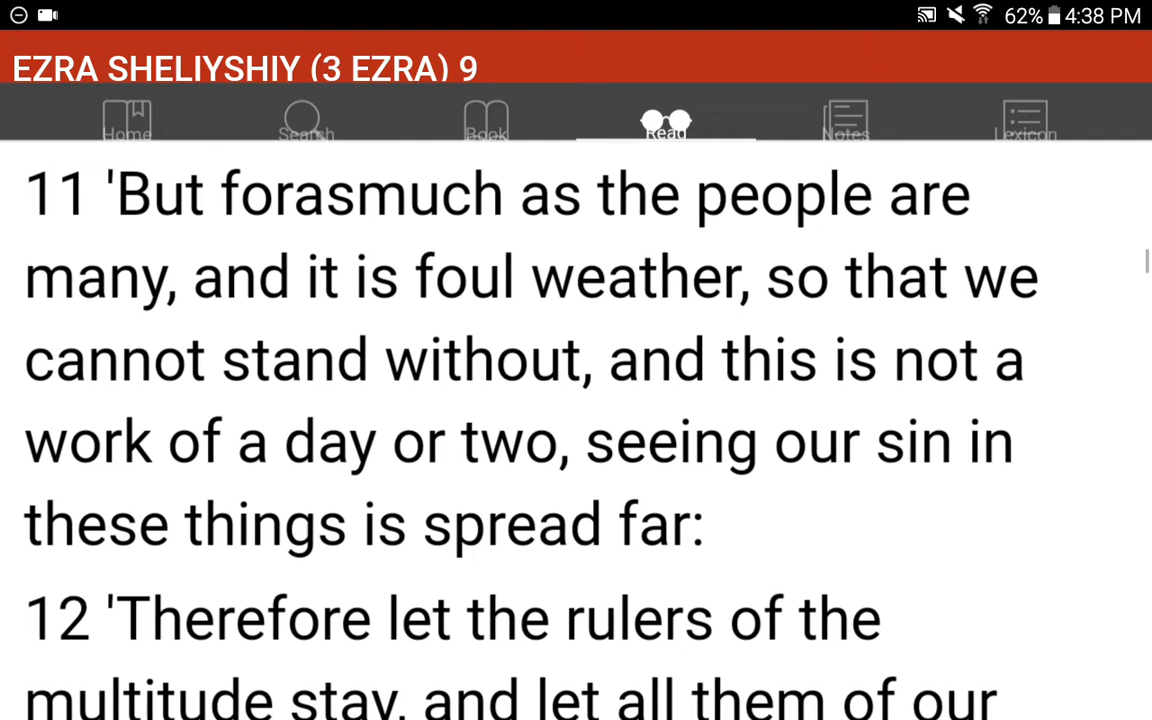 62% 4:38 PM
EZRA SHELIYSHIY (3 EZRA) 9
Home Search Book Read Notes Lexicon
11 'But forasmuch as the people are
many, and it is foul weather, so that we
cannot stand without, and this is not a
work of a day or two, seeing our sin in
these things is spread far:
12 'Therefore let the rulers of the
multitude stay, and let all them of our